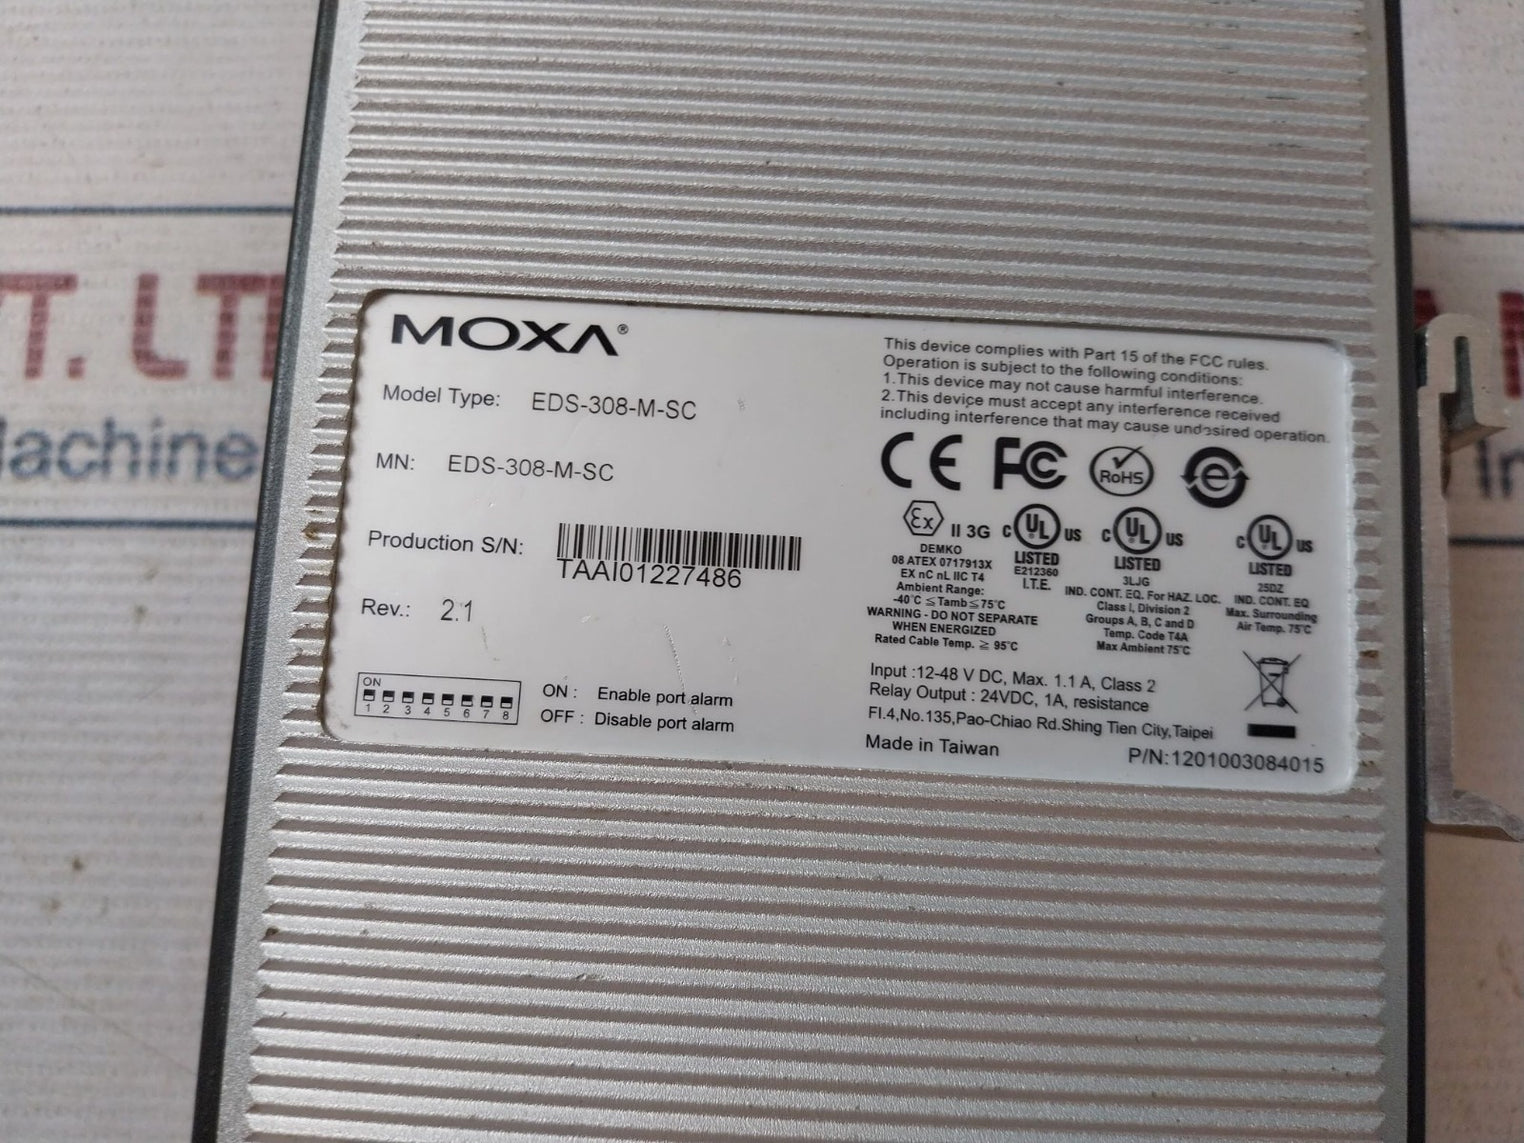 MOXA®
Model Type: EDS-308-M-SC
MN: EDS-308-M-SC
Production S/N: TAAI01227486
Rev.: 2.1
ON
1 2 3 4 5 6 7 8
ON : Enable port alarm
OFF : Disable port alarm
This device complies with Part 15 of the FCC rules.
Operation is subject to the following conditions:
1.This device may not cause harmful interference.
2.This device must accept any interference received
including interference that may cause undesired operation.
CE FC RoHS e
Ex II 3G
DEMKO
08 ATEX 0717913X
EX nC nL IIC T4
Ambient Range:
-40°C ≤Tamb≤75°C
WARNING - DO NOT SEPARATE
WHEN ENERGIZED
Rated Cable Temp. ≥ 95°C
C UL US
LISTED
E212360
I.T.E.
C UL US
LISTED
3LJG
IND. CONT. EQ. For HAZ. LOC.
Class I, Division 2
Groups A, B, C and D
Temp. Code T4A
Max Ambient 75°C
C UL US
LISTED
25DZ
IND. CONT. EQ
Max. Surrounding
Air Temp. 75°C
Input :12-48 V DC, Max. 1.1 A, Class 2
Relay Output : 24VDC, 1A, resistance
Fl.4,No.135,Pao-Chiao Rd.Shing Tien City,Taipei
Made in Taiwan
P/N:1201003084015
T. LT
achine
M
In